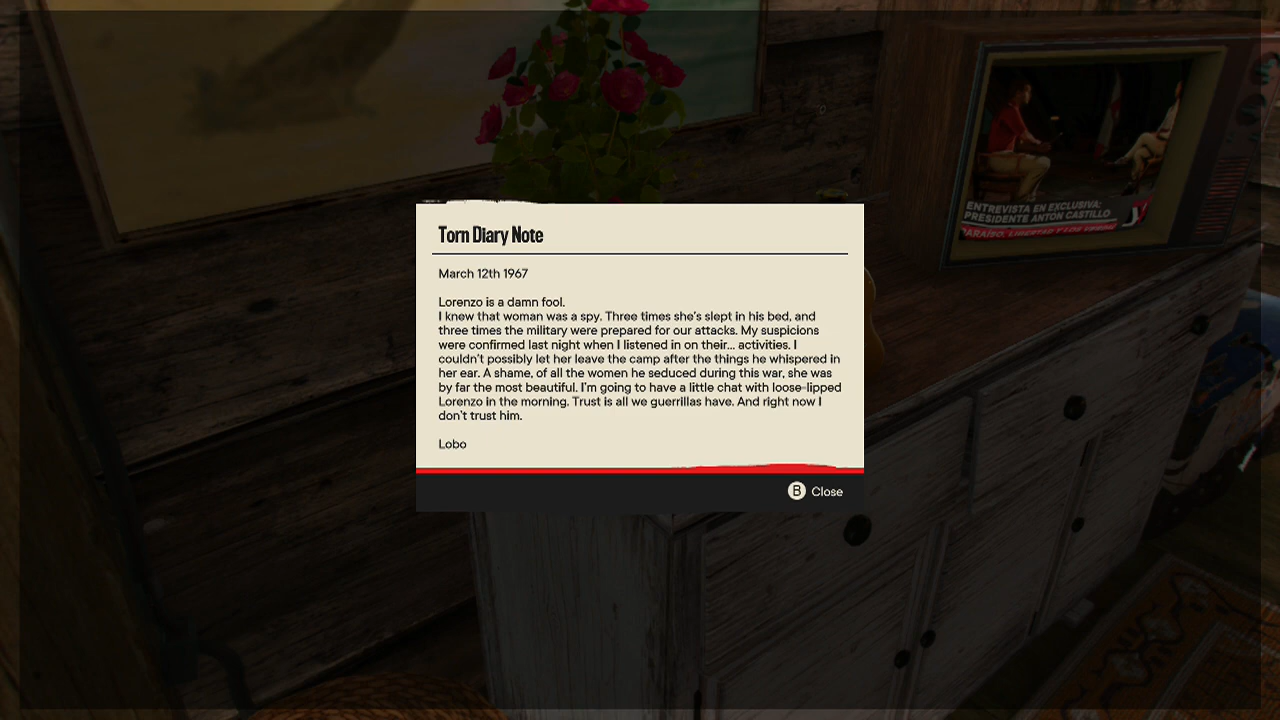 ENTREVISTA EN EXCLUSIVA:
PRESIDENTE ANTÓN CASTILLO
PARAÍSO, LIBERTAD Y LOS YERBAS
Torn Diary Note
March 12th 1967
Lorenzo is a damn fool.
I knew that woman was a spy. Three times she's slept in his bed, and
three times the military were prepared for our attacks. My suspicions
were confirmed last night when I listened in on their... activities. I
couldn't possibly let her leave the camp after the things he whispered in
her ear. A shame, of all the women he seduced during this war, she was
by far the most beautiful. I'm going to have a little chat with loose-lipped
Lorenzo in the morning. Trust is all we guerrillas have. And right now I
don't trust him.
Lobo
B Close